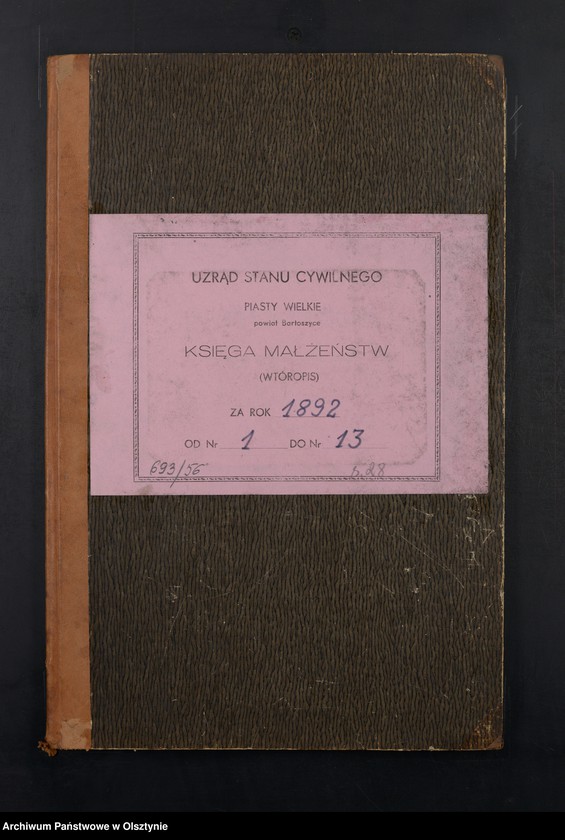 UZRĄD STANU CYWILNEGO
PIASTY WIELKIE
powiat Bartoszyce
KSIĘGA MAŁŻEŃSTW
(WTÓROPIS)
ZA ROK 1892
OD Nr 1 DO Nr 13
693/56 s. 28
Archiwum Państwowe w Olsztynie